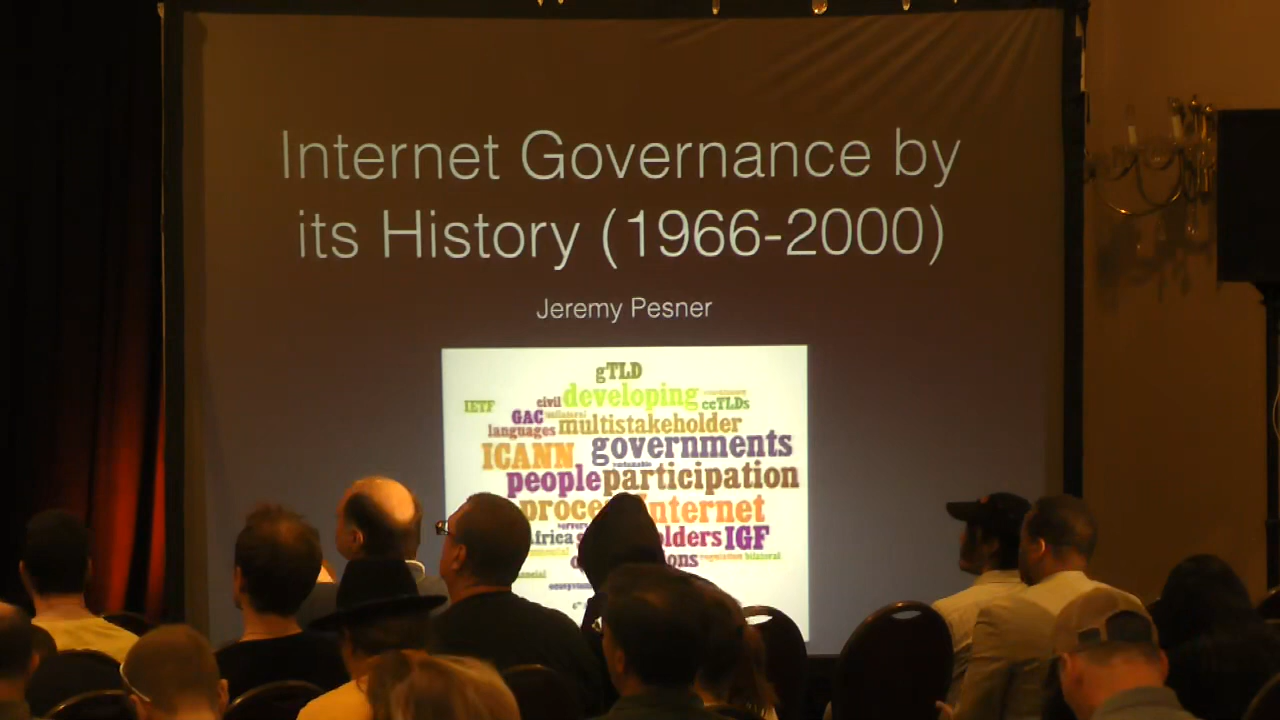 Internet Governance by
its History (1966-2000)
Jeremy Pesner
gTLD
civil developing
IETF ccTLDs
GAC
languages multistakeholder
ICANN governments
people participation
Internet
IGF
bilateral